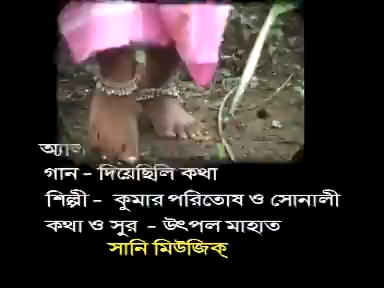 গান - দিয়েছিলি কথা
শিল্পী - কুমার পরিতোষ ও সোনালী
কথা ও সুর - উৎপল মাহাত
সানি মিউজিক্